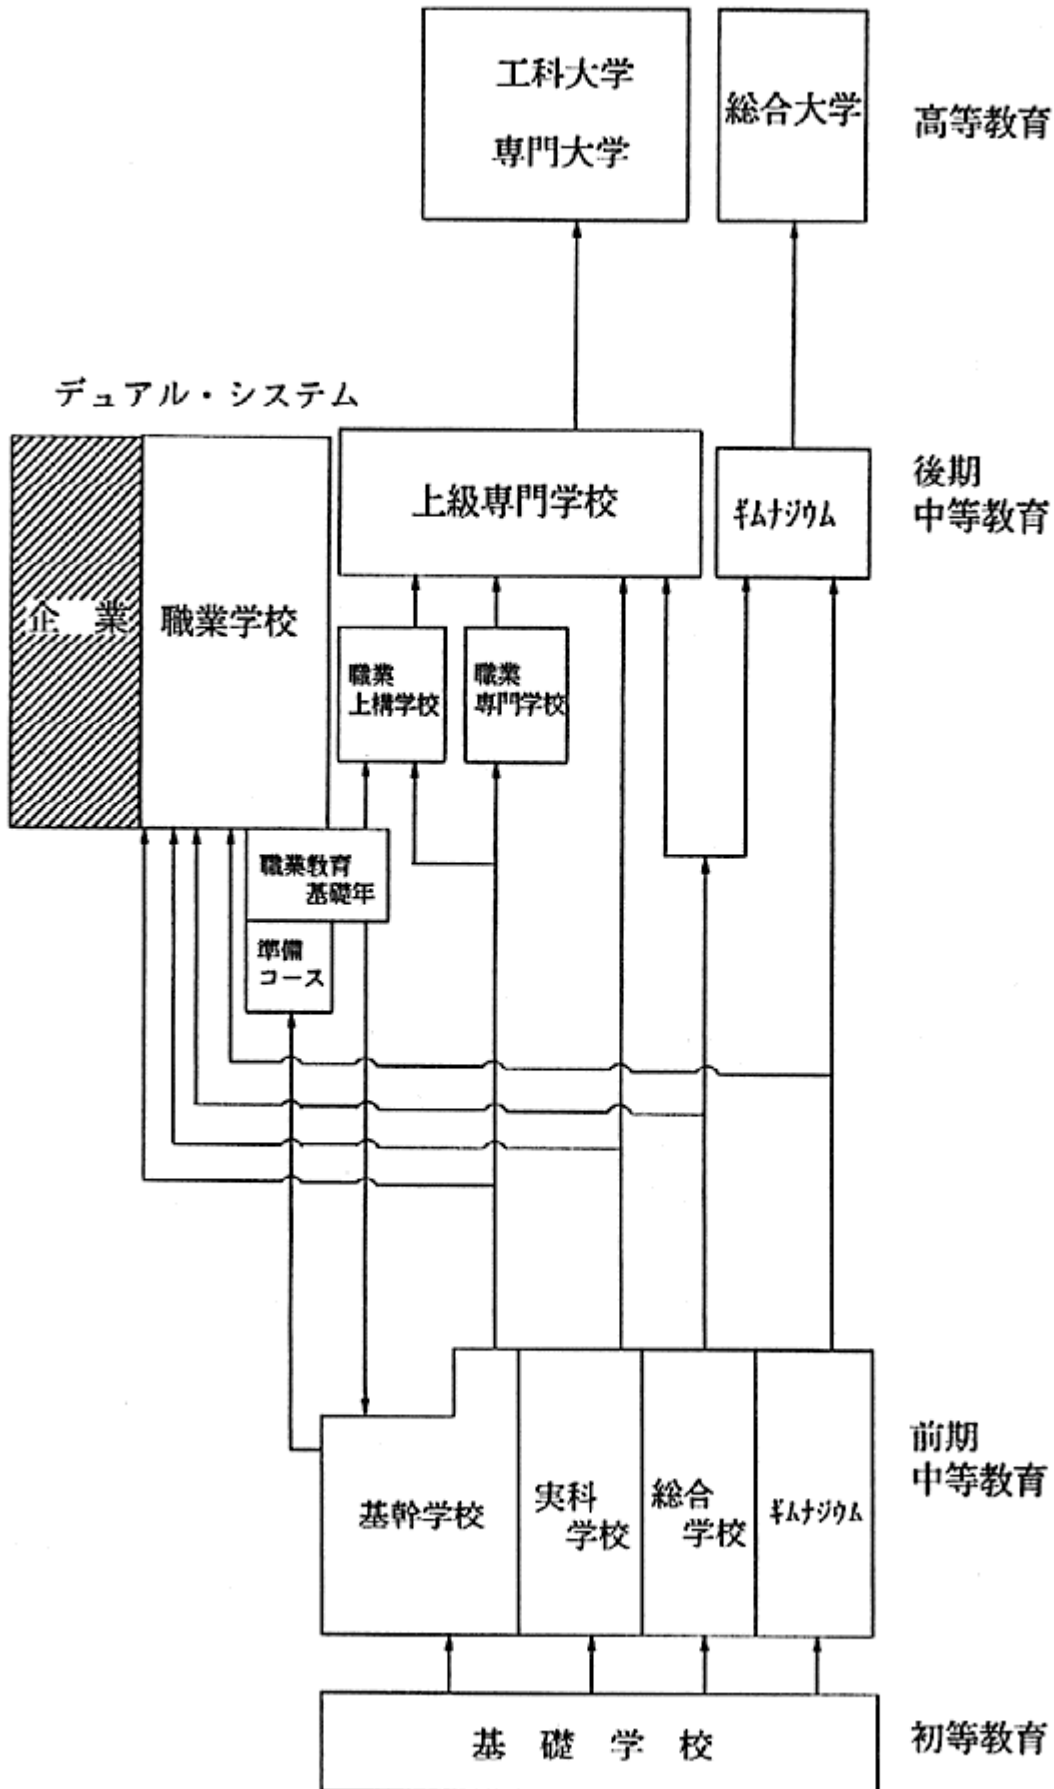 工科大学
専門大学
総合大学
高等教育
デュアル・システム
企業
職業学校
上級専門学校
ギムナジウム
後期
中等教育
職業
上構学校
職業
専門学校
職業教育
基礎年
準備
コース
基幹学校
実科
学校
総合
学校
ギムナジウム
前期
中等教育
基礎学校
初等教育